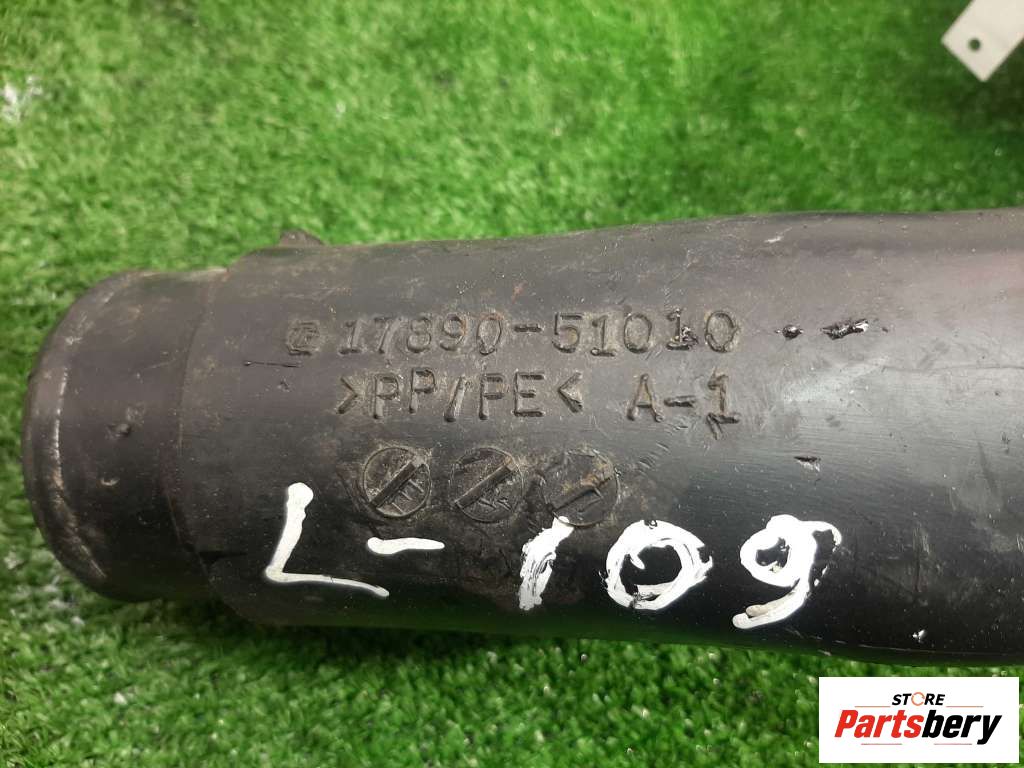 17890-51010
>PP/PE< A-1
L-109
STORE
Partsbery